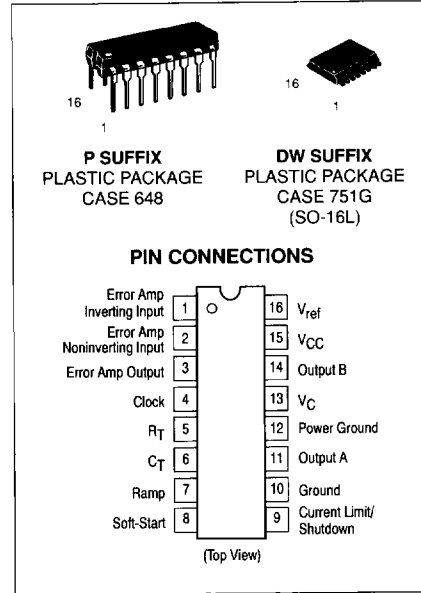 16
1
P SUFFIX
PLASTIC PACKAGE
CASE 648
16
1
DW SUFFIX
PLASTIC PACKAGE
CASE 751G
(SO-16L)
PIN CONNECTIONS
Error Amp
Inverting Input 1
Error Amp
Noninverting Input 2
Error Amp Output 3
Clock 4
RT 5
CT 6
Ramp 7
Soft-Start 8
16 Vref
15 VCC
14 Output B
13 VC
12 Power Ground
11 Output A
10 Ground
9 Current Limit/
Shutdown
(Top View)